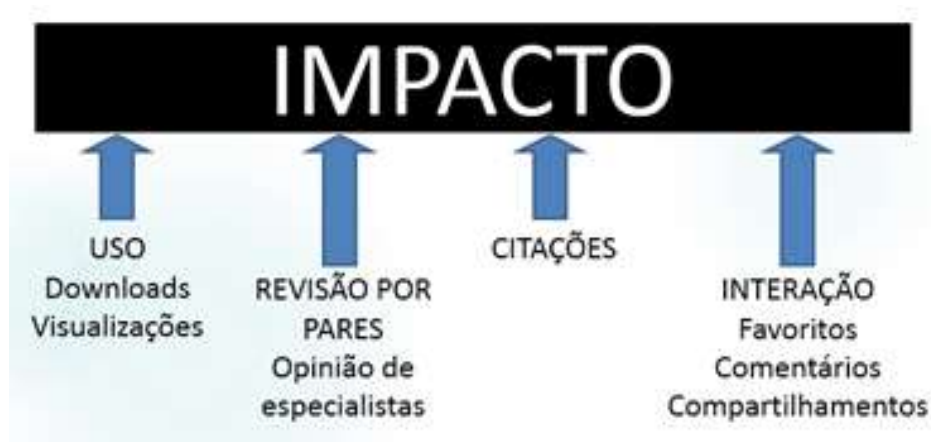 IMPACTO
USO
Downloads
Visualizações
REVISÃO POR
PARES
Opinião de
especialistas
CITAÇÕES
INTERAÇÃO
Favoritos
Comentários
Compartilhamentos